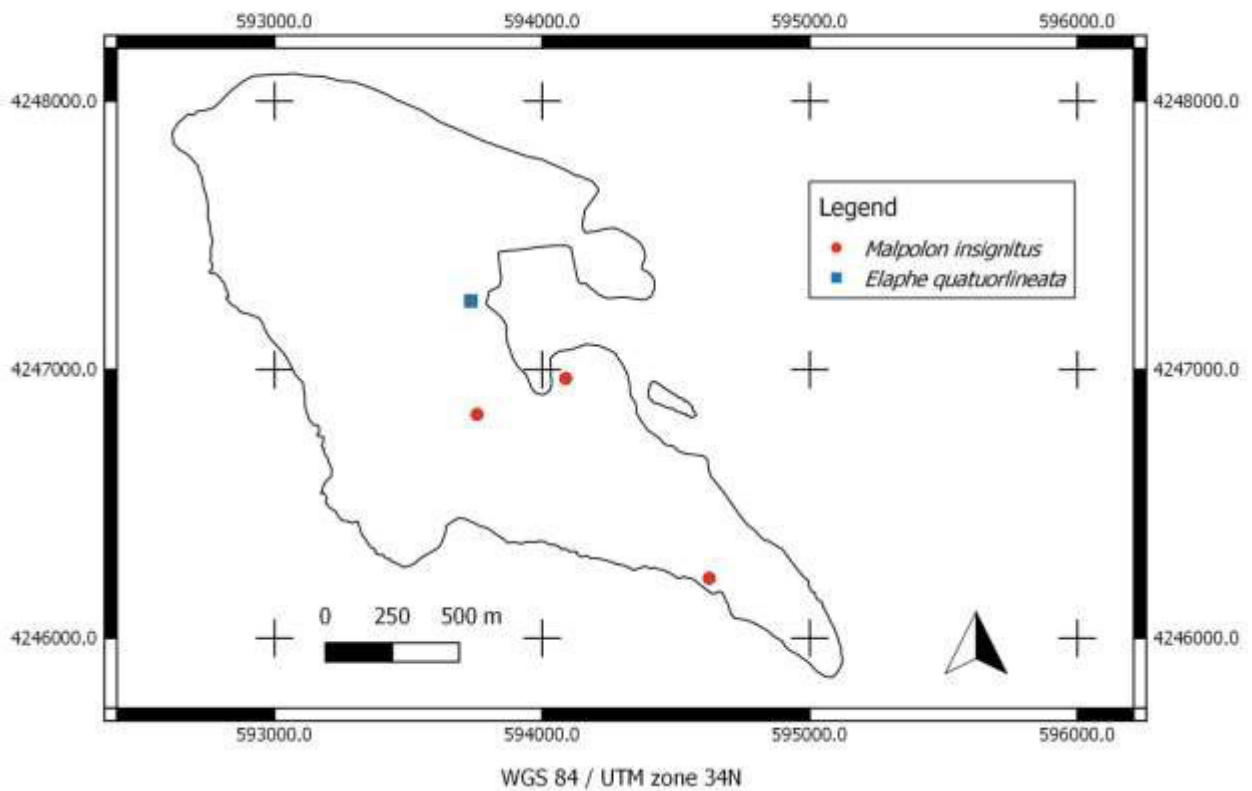 593000.0 594000.0 595000.0 596000.0
4248000.0 4248000.0
Legend
Malpolon insignitus
Elaphe quatuorlineata
4247000.0 4247000.0
0 250 500 m
4246000.0 4246000.0
593000.0 594000.0 595000.0 596000.0
WGS 84 / UTM zone 34N